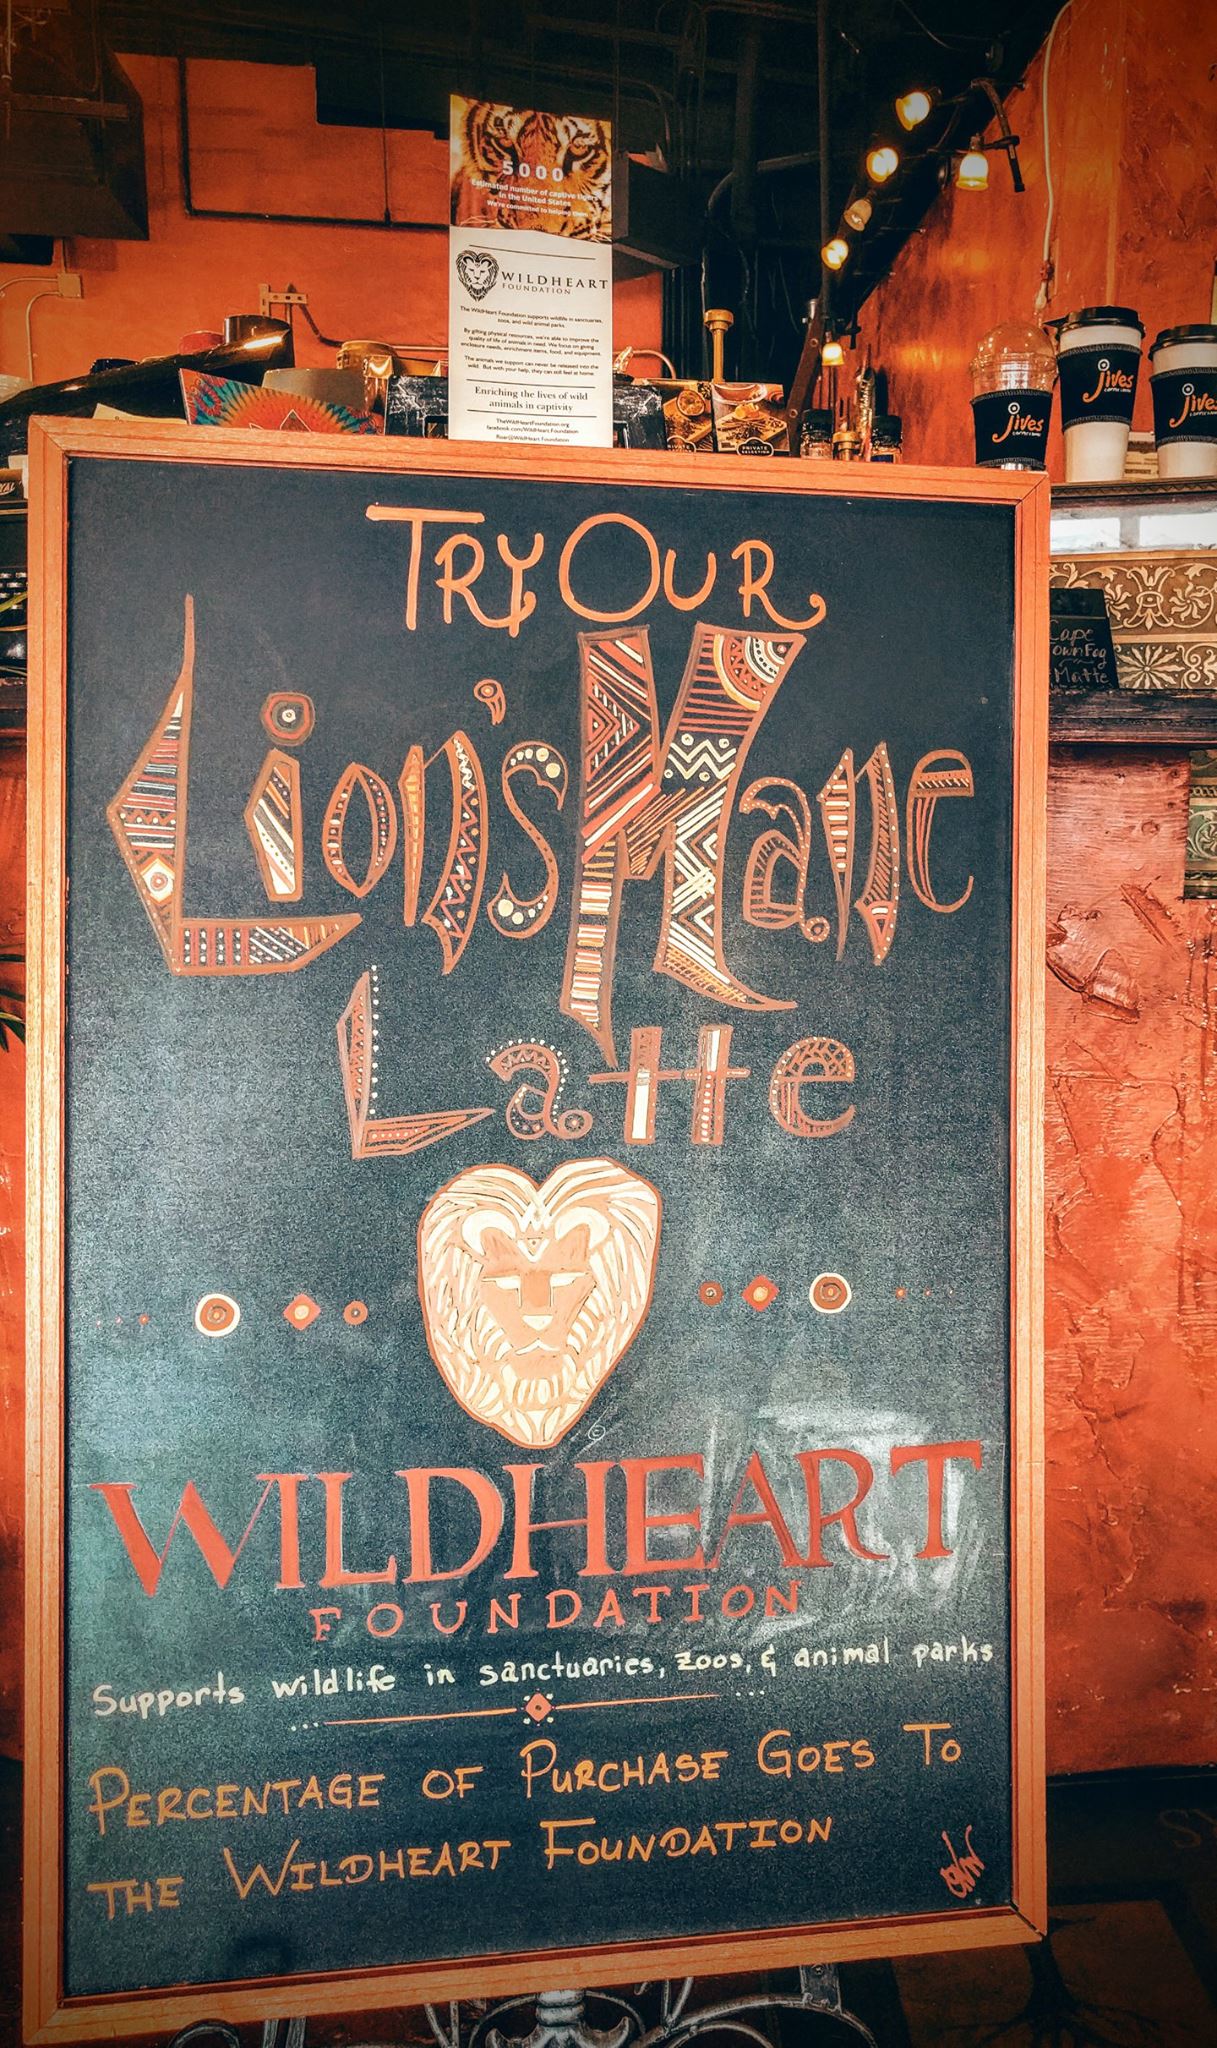 5000
Estimated number of captive tigers
in the United States
We're committed to helping them
WILDHEART
FOUNDATION
The WildHeart Foundation supports wildlife in sanctuaries,
zoos, and wild animal parks.
By gifting physical resources, we're able to improve the
quality of life of animals in need. We focus on giving
enclosure needs, enrichment items, food, and equipment.
The animals we support can never be released into the
wild. But with your help, they can still feel at home
Enriching the lives of wild
animals in captivity
TheWildHeartFoundation.org
facebook.com/WildHeart Foundation
Roar@WildHeart Foundation
PRIVATE
SELECTION
jives
COFFEE LOUNGE
jives
COFFEE LOUNGE
jives
Cape
Town Fog
Matte
TRY OUR
Lion's Mane
Latte
©
WILDHEART
FOUNDATION
Supports wildlife in sanctuaries, zoos, & animal parks
PERCENTAGE OF PURCHASE GOES TO
THE WILDHEART FOUNDATION